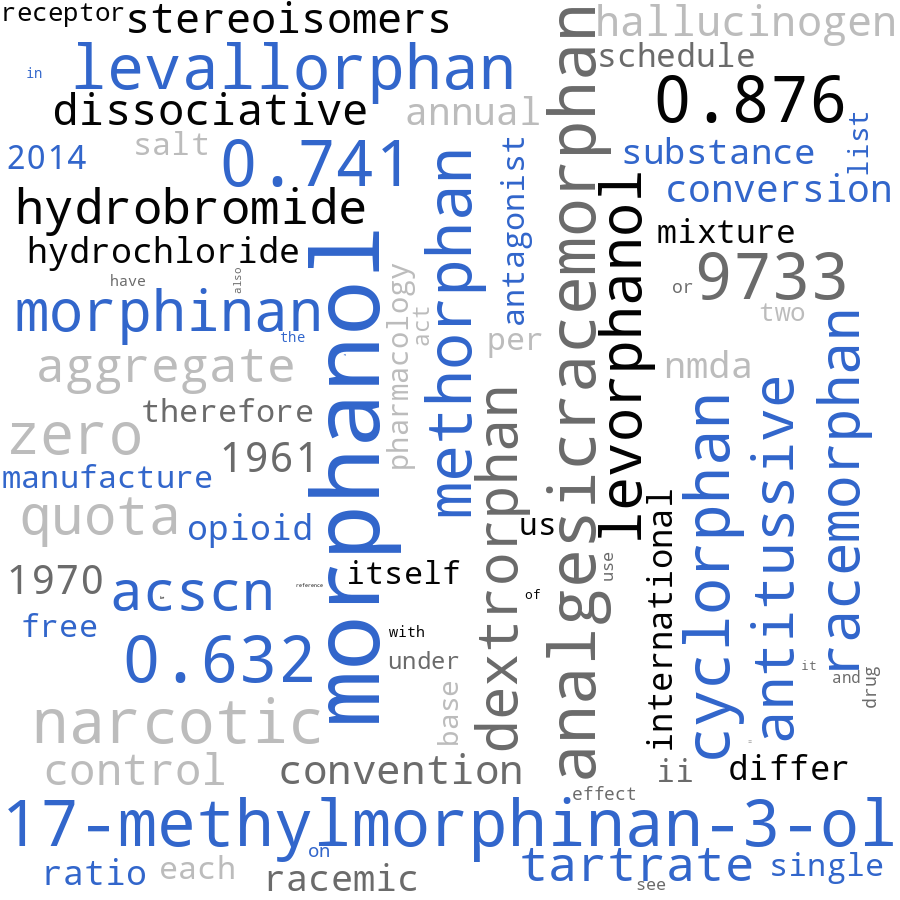 receptor
stereoisomers
hallucinogen
in
levallorphan
schedule
dissociative
annual
0.876
2014
salt
0.741
antagonist
substance
list
hydrobromide
methorphan
conversion
hydrochloride
analgesicracemorphan
levorphanol
mixture
have
also
or
9733
morphinan
the
morphanol
pharmacology
act
per
two
aggregate
nmda
therefore
zero
1961
manufacture
dextrorphan
cyclorphan
antitussive
racemorphan
quota
opioid
us
international
1970
acscn
reference
itself
use
of
free
0.632
with
under
it
and
drug
narcotic
base
control
convention
ii
differ
effect
17-methylmorphinan-3-ol
on
ratio
each
racemic
tartrate
single
see